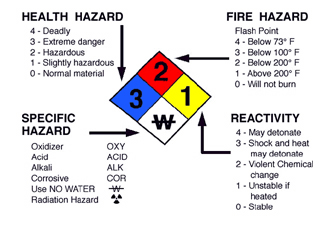 HEALTH HAZARD
4 - Deadly
3 - Extreme danger
2 - Hazardous
1 - Slightly hazardous
0 - Normal material
FIRE HAZARD
Flash Point
4 - Below 73° F
3 - Below 100° F
2 - Below 200° F
1 - Above 200° F
0 - Will not burn
2
3
1
W
SPECIFIC
HAZARD
Oxidizer OXY
Acid ACID
Alkali ALK
Corrosive COR
Use NO WATER W
Radiation Hazard
REACTIVITY
4 - May detonate
3 - Shock and heat
may detonate
2 - Violent Chemical
change
1 - Unstable if
heated
0 - Stable